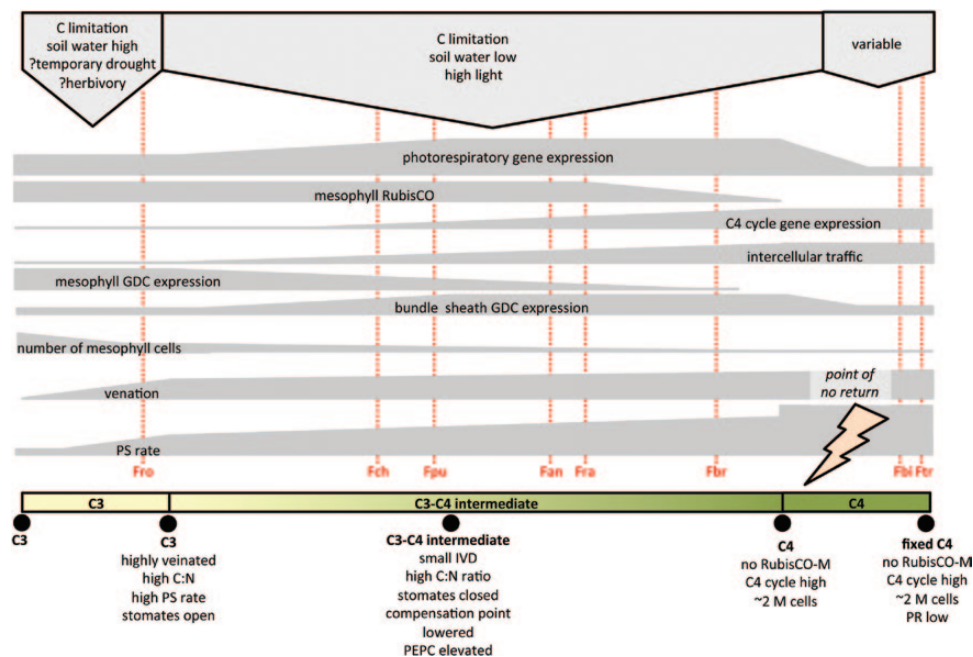 C limitation
soil water high
?temporary drought
?herbivory
C limitation
soil water low
high light
variable
photorespiratory gene expression
mesophyll RubisCO
C4 cycle gene expression
intercellular traffic
mesophyll GDC expression
bundle sheath GDC expression
number of mesophyll cells
venation
point of
no return
PS rate
Fro
Fch
Fpu
Fan
Fra
Fbr
Fbi
Ftr
C3
C3-C4 intermediate
C4
C3
C3
highly veinated
high C:N
high PS rate
stomates open
C3-C4 intermediate
small IVD
high C:N ratio
stomates closed
compensation point
lowered
PEPC elevated
C4
no RubisCO-M
C4 cycle high
~2 M cells
fixed C4
no RubisCO-M
C4 cycle high
~2 M cells
PR low